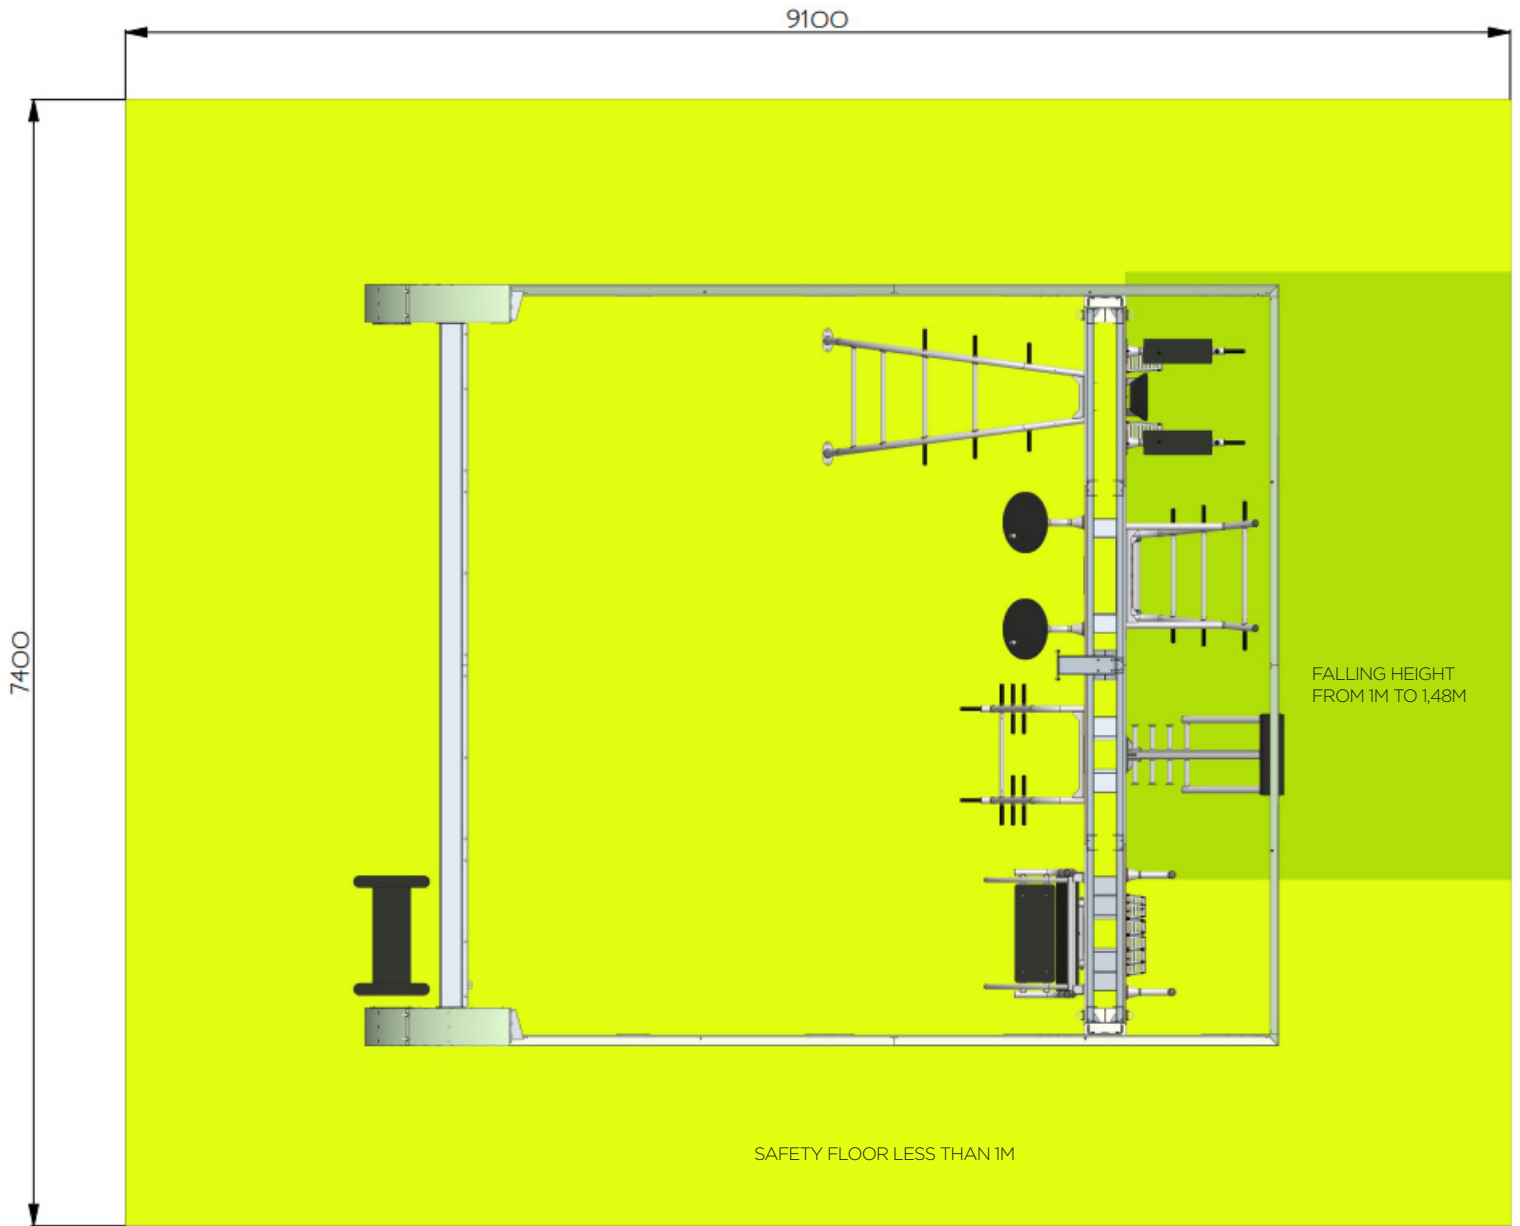 9100
7400
FALLING HEIGHT
FROM 1M TO 1,48M
SAFETY FLOOR LESS THAN 1M